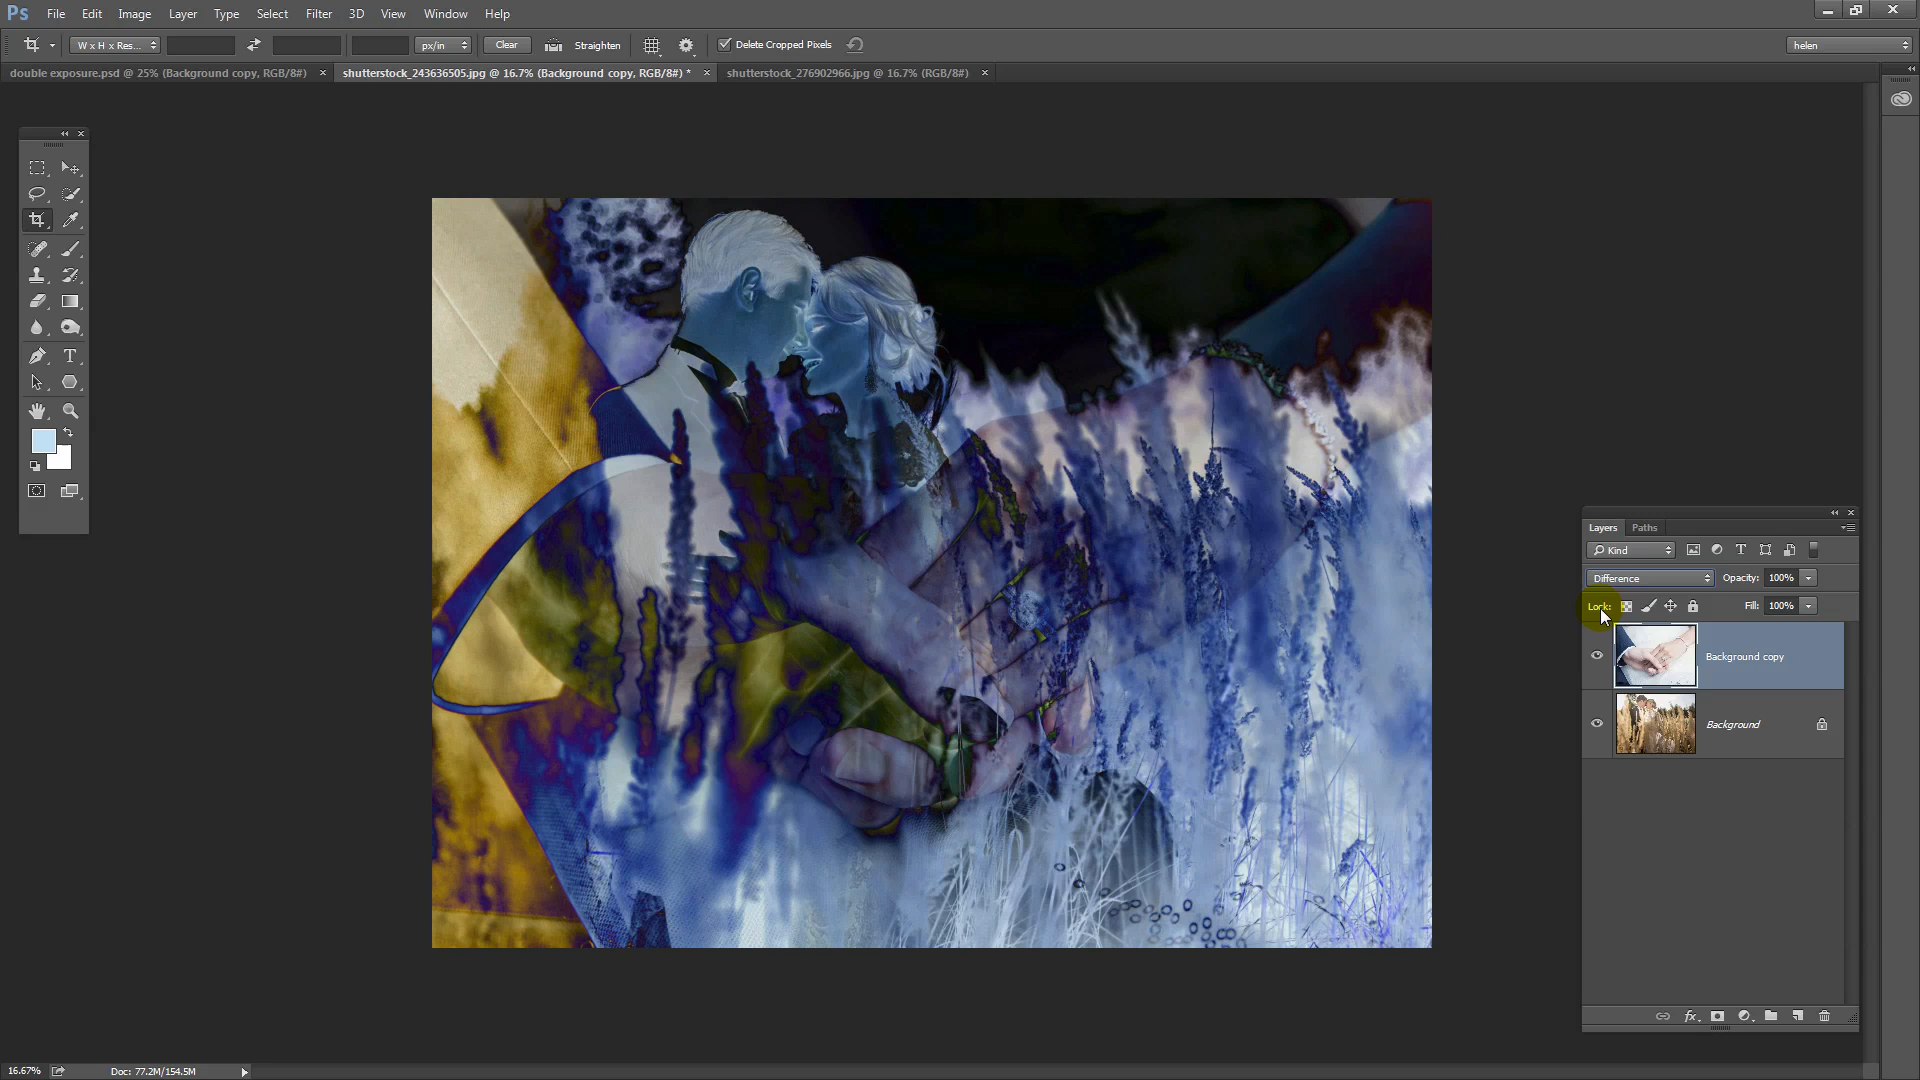 Ps File Edit Image Layer Type Select Filter 3D View Window Help
W x H x Res... px/in Clear Straighten Delete Cropped Pixels helen
double exposure.psd @ 25% (Background copy, RGB/8#) × shutterstock_243636505.jpg @ 16.7% (Background copy, RGB/8#) * × shutterstock_276902966.jpg @ 16.7% (RGB/8#) ×
T
Layers Paths
Kind T
Difference Opacity: 100%
Lock: Fill: 100%
Background copy
Background
fx
16.67% Doc: 77.2M/154.5M